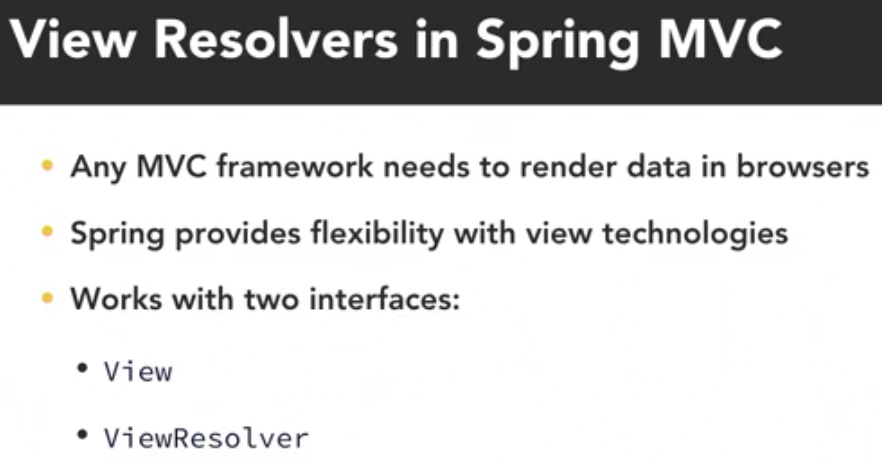 View Resolvers in Spring MVC
• Any MVC framework needs to render data in browsers
• Spring provides flexibility with view technologies
• Works with two interfaces:
• View
• ViewResolver